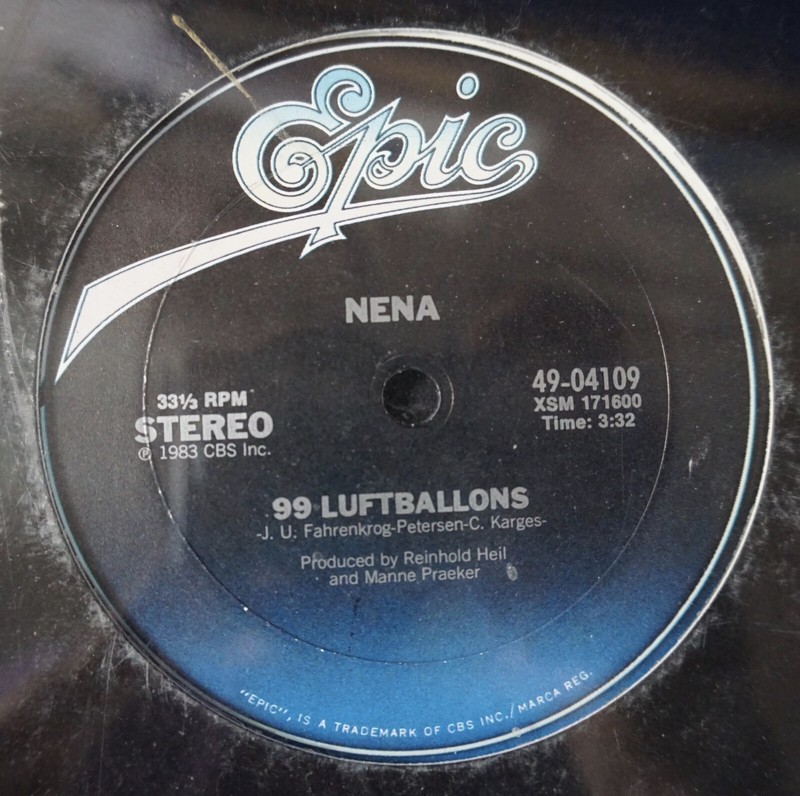 Epic
NENA
33⅓ RPM
STEREO
℗ 1983 CBS Inc.
49-04109
XSM 171600
Time: 3:32
99 LUFTBALLONS
-J. U. Fahrenkrog-Petersen-C. Karges-
Produced by Reinhold Heil
and Manne Praeker
"EPIC", IS A TRADEMARK OF CBS INC./MARCA REG.